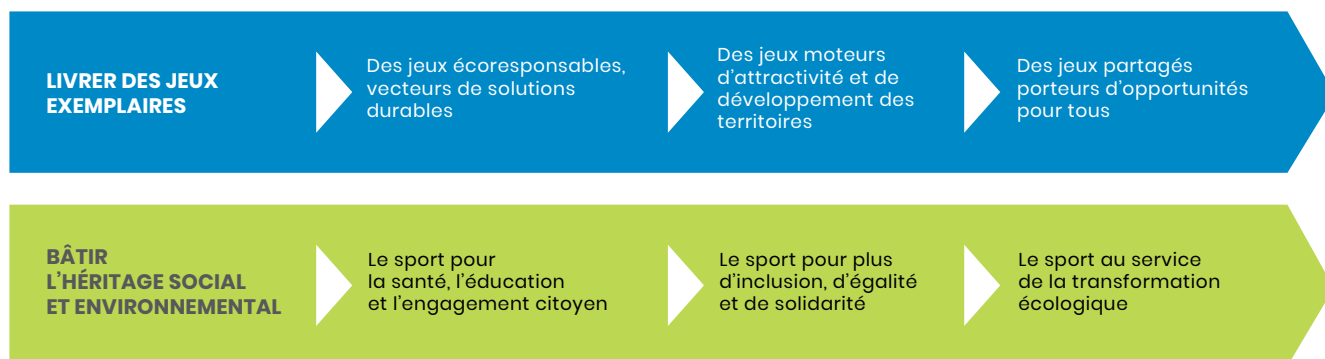 LIVRER DES JEUX
EXEMPLAIRES
Des jeux écoresponsables,
vecteurs de solutions
durables
Des jeux moteurs
d'attractivité et de
développement des
territoires
Des jeux partagés
porteurs d'opportunités
pour tous
BÂTIR
L'HÉRITAGE SOCIAL
ET ENVIRONNEMENTAL
Le sport pour
la santé, l'éducation
et l'engagement citoyen
Le sport pour plus
d'inclusion, d'égalité
et de solidarité
Le sport au service
de la transformation
écologique